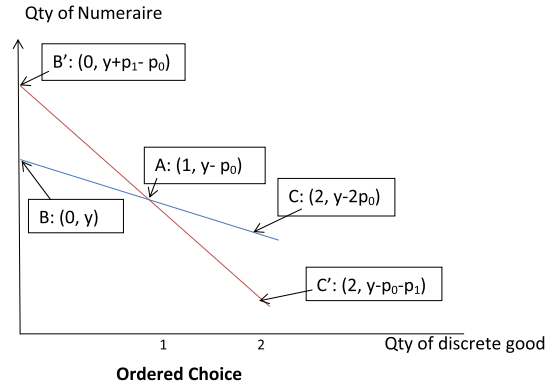 Qty of Numeraire
B’: (0, y+p₁- p₀)
A: (1, y- p₀)
C: (2, y-2p₀)
B: (0, y)
C’: (2, y-p₀-p₁)
1 2 Qty of discrete good
Ordered Choice